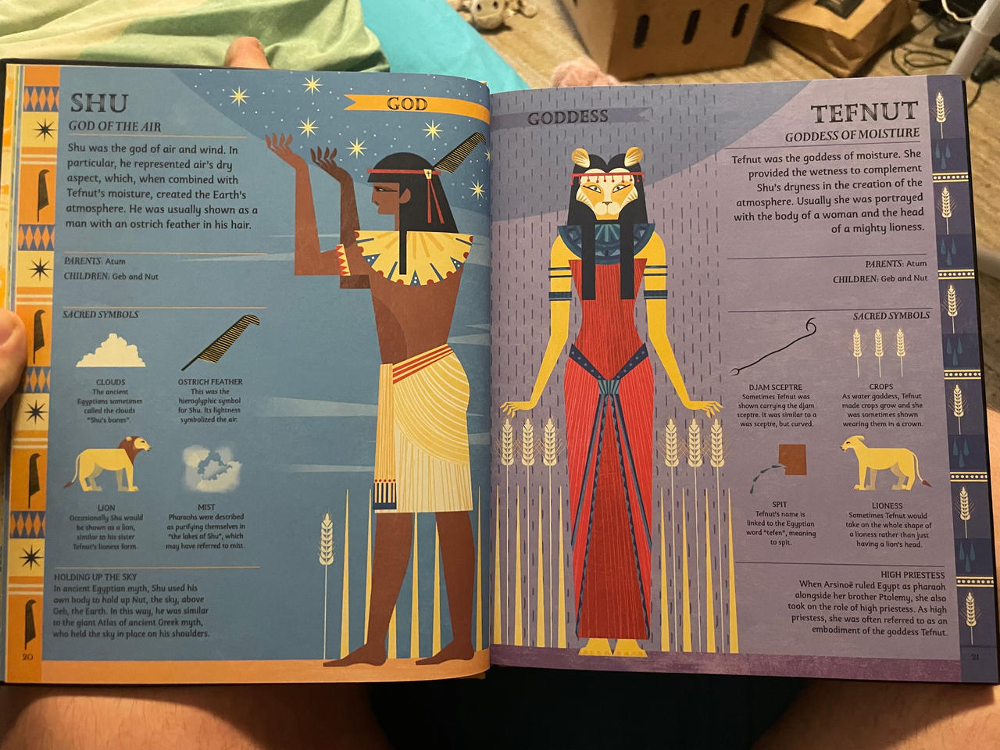 SHU
GOD OF THE AIR
Shu was the god of air and wind. In
particular, he represented air's dry
aspect, which, when combined with
Tefnut's moisture, created the Earth's
atmosphere. He was usually shown as a
man with an ostrich feather in his hair.
PARENTS: Atum
CHILDREN: Geb and Nut
SACRED SYMBOLS
CLOUDS
The ancient
Egyptians sometimes
called the clouds
"Shu's bones".
OSTRICH FEATHER
This was the
hieroglyphic symbol
for Shu. Its lightness
symbolized the air.
LION
Occasionally Shu would
be shown as a lion,
similar to his sister
Tefnut's lioness form.
MIST
Pharaohs were described
as purifying themselves in
"the lakes of Shu", which
may have referred to mist.
HOLDING UP THE SKY
In ancient Egyptian myth, Shu used his
own body to hold up Nut, the sky, above
Geb, the Earth. In this way, he was similar
to the giant Atlas of ancient Greek myth,
who held the sky in place on his shoulders.
20
GOD
GODDESS
TEFNUT
GODDESS OF MOISTURE
Tefnut was the goddess of moisture. She
provided the wetness to complement
Shu's dryness in the creation of the
atmosphere. Usually she was portrayed
with the body of a woman and the head
of a mighty lioness.
PARENTS: Atum
CHILDREN: Geb and Nut
SACRED SYMBOLS
DJAM SCEPTRE
Sometimes Tefnut was
shown carrying the djam
sceptre. It was similar to a
was sceptre, but curved.
CROPS
As water goddess, Tefnut
made crops grow and she
was sometimes shown
wearing them in a crown.
SPIT
Tefnut's name is
linked to the Egyptian
word "tefen", meaning
to spit.
LIONESS
Sometimes Tefnut would
take on the whole shape of
a lioness rather than just
having a lion's head.
HIGH PRIESTESS
When Arsinoë ruled Egypt as pharaoh
alongside her brother Ptolemy, she also
took on the role of high priestess. As high
priestess, she was often referred to as an
embodiment of the goddess Tefnut.
21